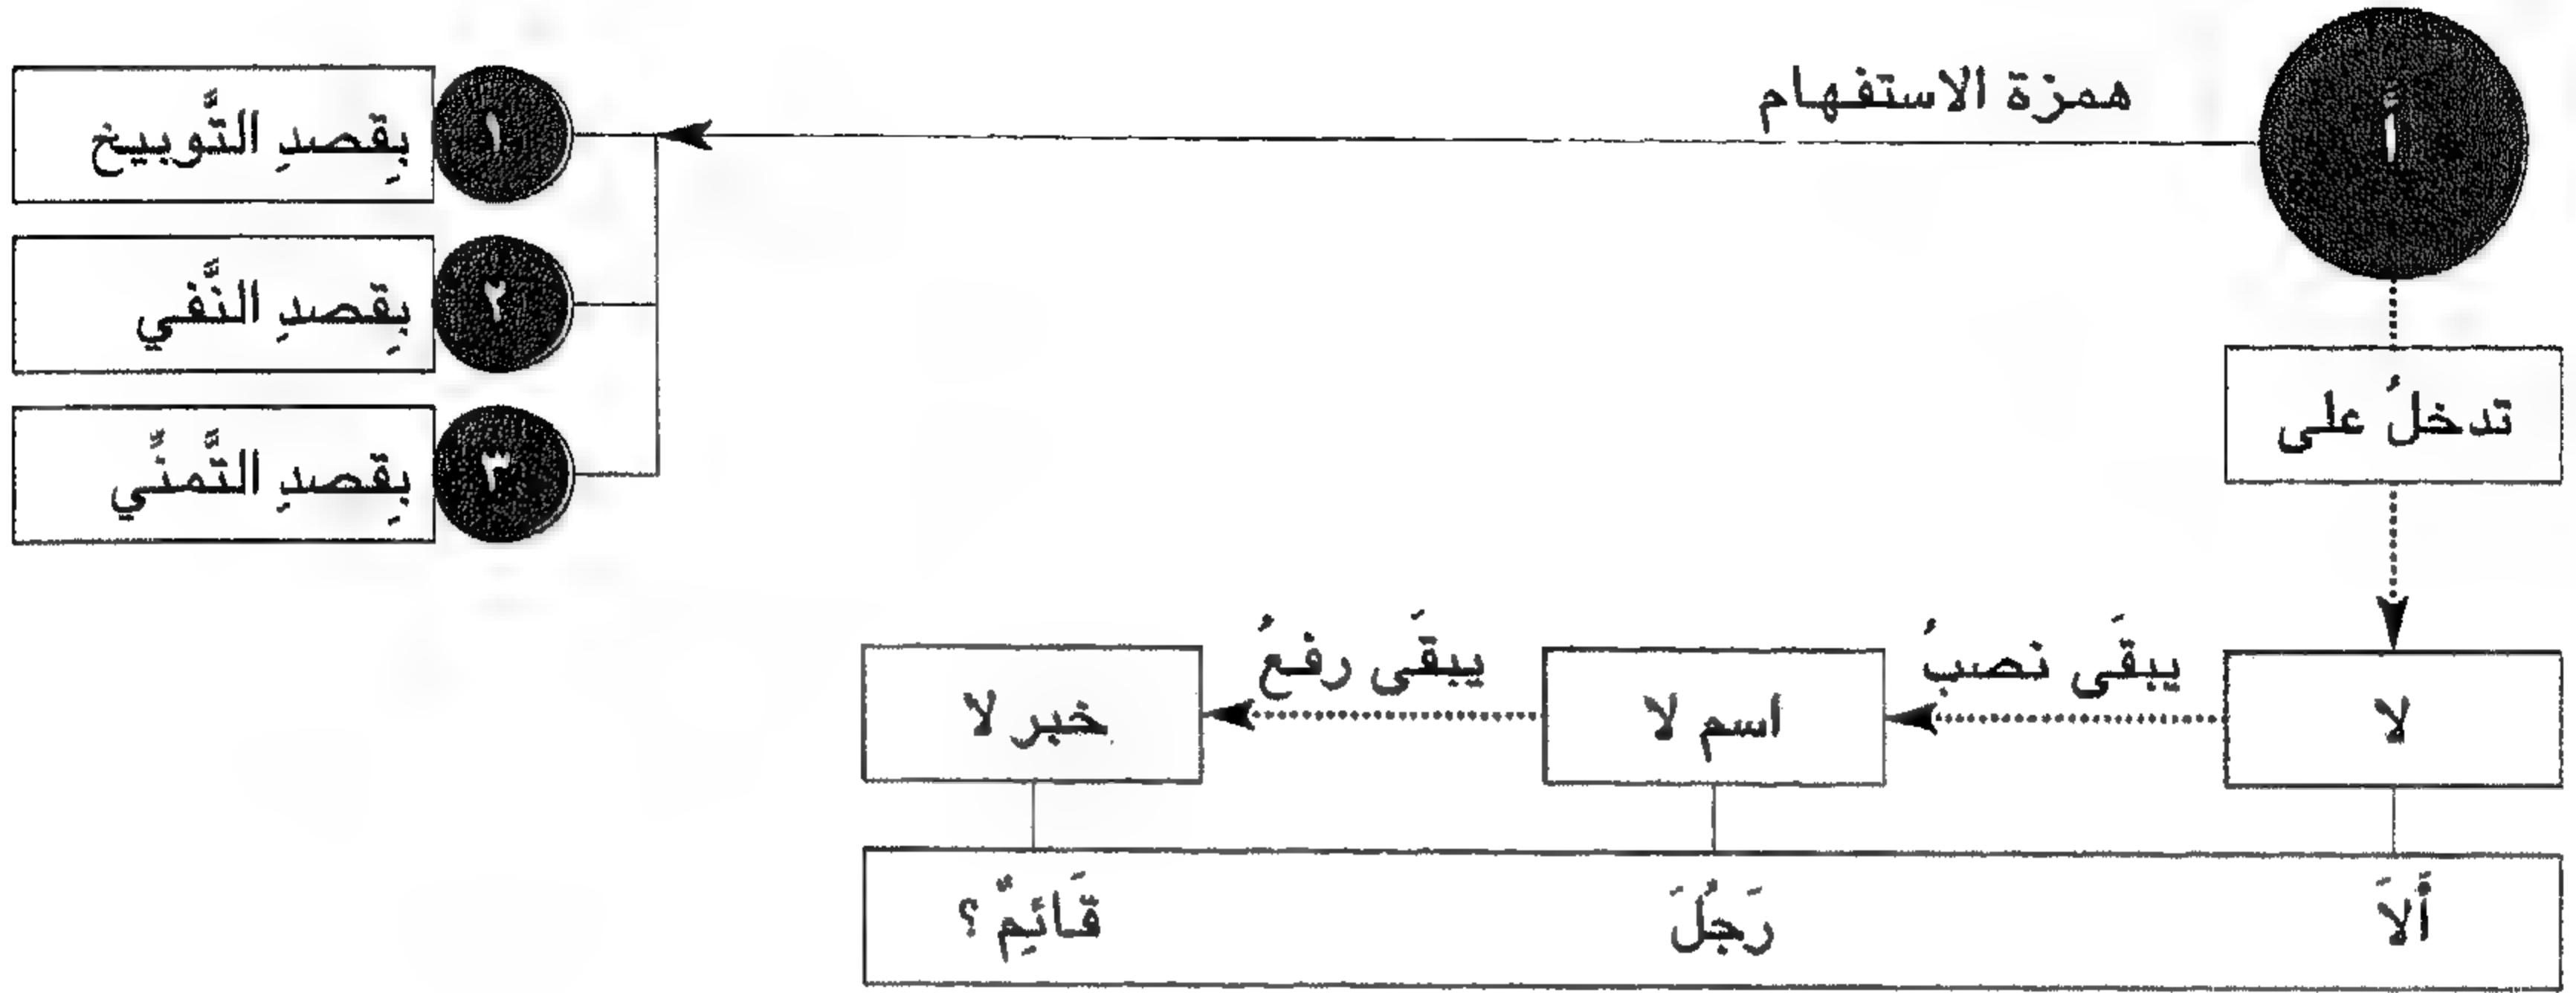 أ
همزة الاستفهام
١
بِقصدِ التَّوبيخ
٢
بِقصدِ النَّفي
٣
بِقصدِ التَّمنِّي
تدخلُ على
لا
يبقَى نصبُ
اسم لا
يبقَى رفعُ
خبر لا
أَلاَ رَجُلَ قَائِمٌ ؟